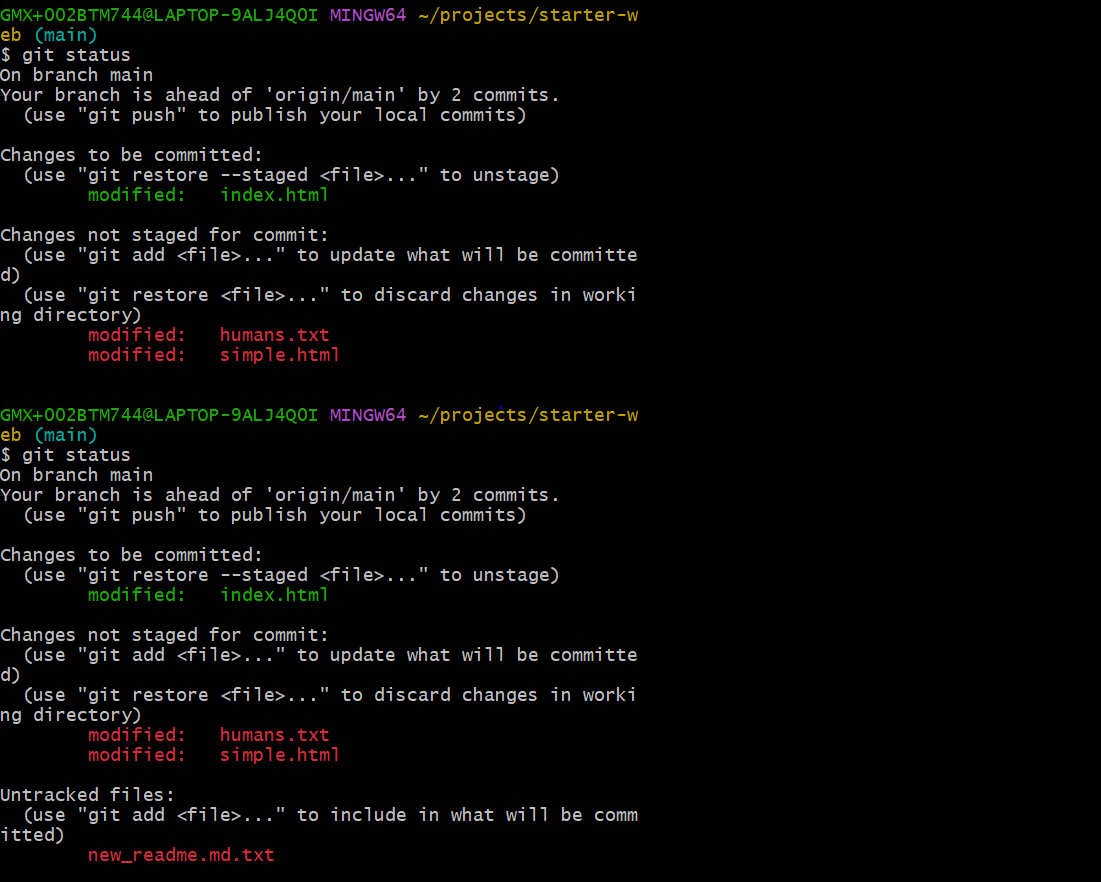 GMX+002BTM744@LAPTOP-9ALJ4Q0I MINGW64 ~/projects/starter-w
eb (main)
$ git status
On branch main
Your branch is ahead of 'origin/main' by 2 commits.
  (use "git push" to publish your local commits)

Changes to be committed:
  (use "git restore --staged <file>..." to unstage)
        modified:   index.html

Changes not staged for commit:
  (use "git add <file>..." to update what will be committe
d)
  (use "git restore <file>..." to discard changes in worki
ng directory)
        modified:   humans.txt
        modified:   simple.html


GMX+002BTM744@LAPTOP-9ALJ4Q0I MINGW64 ~/projects/starter-w
eb (main)
$ git status
On branch main
Your branch is ahead of 'origin/main' by 2 commits.
  (use "git push" to publish your local commits)

Changes to be committed:
  (use "git restore --staged <file>..." to unstage)
        modified:   index.html

Changes not staged for commit:
  (use "git add <file>..." to update what will be committe
d)
  (use "git restore <file>..." to discard changes in worki
ng directory)
        modified:   humans.txt
        modified:   simple.html

Untracked files:
  (use "git add <file>..." to include in what will be comm
itted)
        new_readme.md.txt